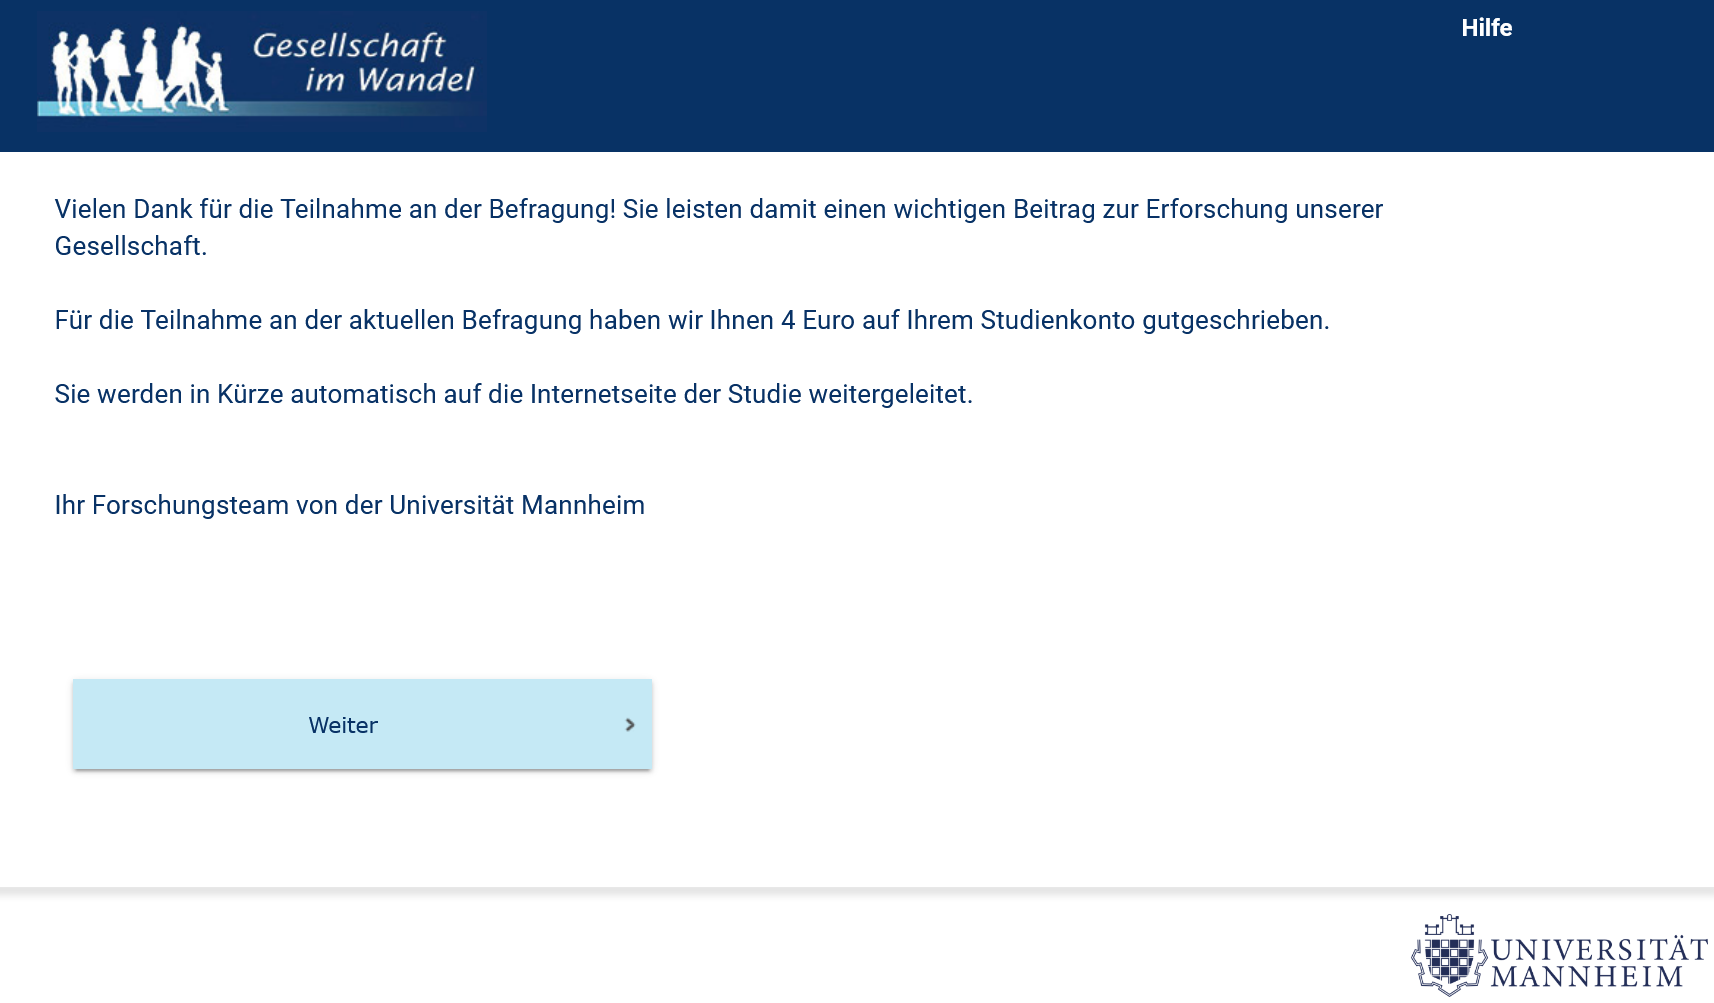 Gesellschaft
im Wandel
Hilfe
Vielen Dank für die Teilnahme an der Befragung! Sie leisten damit einen wichtigen Beitrag zur Erforschung unserer
Gesellschaft.
Für die Teilnahme an der aktuellen Befragung haben wir Ihnen 4 Euro auf Ihrem Studienkonto gutgeschrieben.
Sie werden in Kürze automatisch auf die Internetseite der Studie weitergeleitet.
Ihr Forschungsteam von der Universität Mannheim
Weiter
UNIVERSITÄT
MANNHEIM